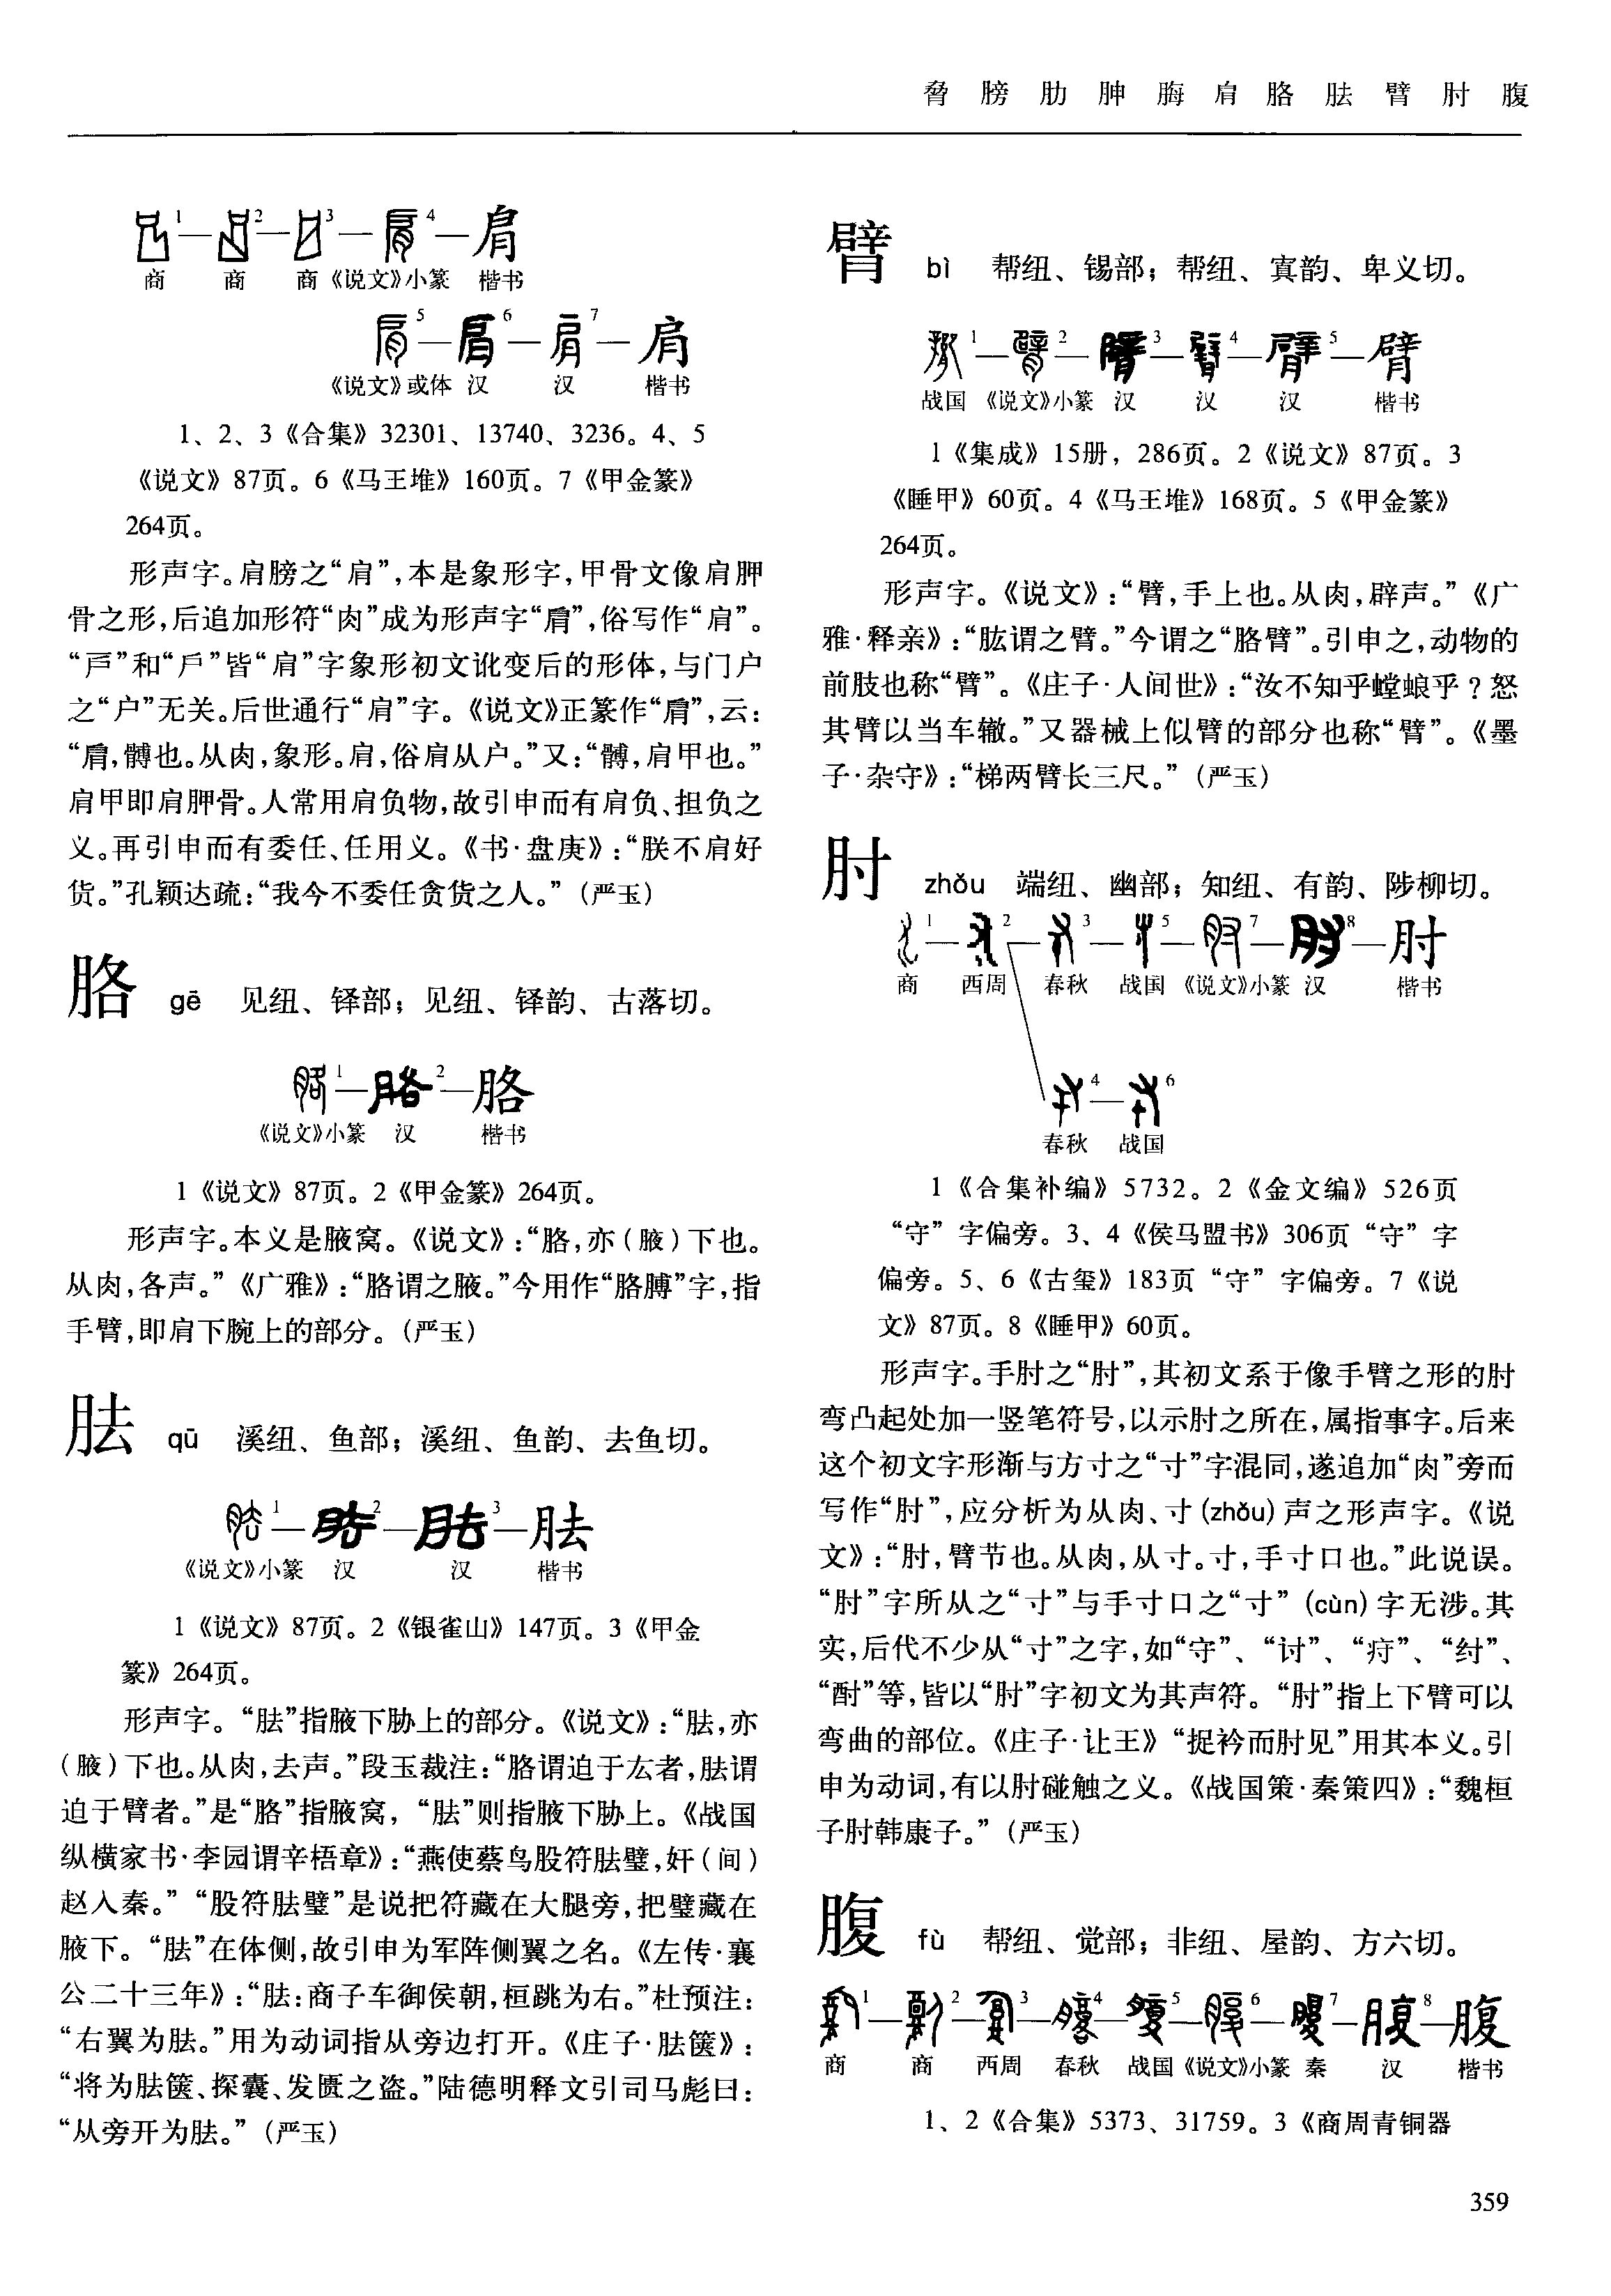 脅 膀 肋 胂 脢 肩 胳 胠 臂 肘 腹
1 — 2 — 3 — 4 — 肩
商 商 商 《说文》小篆 楷书
5 — 6 — 7 — 肩
《说文》或体 汉 汉 楷书
1、2、3《合集》32301、13740、3236。4、5
《说文》87页。6《马王堆》160页。7《甲金篆》
264页。
形声字。肩膀之“肩”，本是象形字，甲骨文像肩胛
骨之形，后追加形符“肉”成为形声字“肩”，俗写作“肩”。
“戸”和“戶”皆“肩”字象形初文讹变后的形体，与门户
之“户”无关。后世通行“肩”字。《说文》正篆作“肩”，云：
“肩，髆也。从肉，象形。肩，俗肩从户。”又：“髆，肩甲也。”
肩甲即肩胛骨。人常用肩负物，故引申而有肩负、担负之
义。再引申而有委任、任用义。《书·盘庚》：“朕不肩好
货。”孔颖达疏：“我今不委任贪货之人。”（严玉）
胳 gē 见纽、铎部；见纽、铎韵、古落切。
1 — 2 — 胳
《说文》小篆 汉 楷书
1《说文》87页。2《甲金篆》264页。
形声字。本义是腋窝。《说文》：“胳，亦（腋）下也。
从肉，各声。”《广雅》：“胳谓之腋。”今用作“胳膊”字，指
手臂，即肩下腕上的部分。（严玉）
胠 qū 溪纽、鱼部；溪纽、鱼韵、去鱼切。
1 — 2 — 3 — 胠
《说文》小篆 汉 汉 楷书
1《说文》87页。2《银雀山》147页。3《甲金
篆》264页。
形声字。“胠”指腋下胁上的部分。《说文》：“胠，亦
（腋）下也。从肉，去声。”段玉裁注：“胳谓迫于厷者，胠谓
迫于臂者。”是“胳”指腋窝，“胠”则指腋下胁上。《战国
纵横家书·李园谓辛梧章》：“燕使蔡鸟股符胠璧，奸（间）
赵入秦。”“股符胠璧”是说把符藏在大腿旁，把璧藏在
腋下。“胠”在体侧，故引申为军阵侧翼之名。《左传·襄
公二十三年》：“胠：商子车御侯朝，桓跳为右。”杜预注：
“右翼为胠。”用为动词指从旁边打开。《庄子·胠箧》：
“将为胠箧、探囊、发匮之盗。”陆德明释文引司马彪曰：
“从旁开为胠。”（严玉）
臂 bì 帮纽、锡部；帮纽、寘韵、卑义切。
1 — 2 — 3 — 4 — 5 — 臂
战国 《说文》小篆 汉 汉 汉 楷书
1《集成》15册，286页。2《说文》87页。3
《睡甲》60页。4《马王堆》168页。5《甲金篆》
264页。
形声字。《说文》：“臂，手上也。从肉，辟声。”《广
雅·释亲》：“肱谓之臂。”今谓之“胳臂”。引申之，动物的
前肢也称“臂”。《庄子·人间世》：“汝不知乎螳蜋乎？怒
其臂以当车辙。”又器械上似臂的部分也称“臂”。《墨
子·杂守》：“梯两臂长三尺。”（严玉）
肘 zhǒu 端纽、幽部；知纽、有韵、陟柳切。
1 — 2 — 3 — 5 — 7 — 8 — 肘
商 西周 春秋 战国 《说文》小篆 汉 楷书
4 — 6
春秋 战国
1《合集补编》5732。2《金文编》526页
“守”字偏旁。3、4《侯马盟书》306页“守”字
偏旁。5、6《古玺》183页“守”字偏旁。7《说
文》87页。8《睡甲》60页。
形声字。手肘之“肘”，其初文系于像手臂之形的肘
弯凸起处加一竖笔符号，以示肘之所在，属指事字。后来
这个初文字形渐与方寸之“寸”字混同，遂追加“肉”旁而
写作“肘”，应分析为从肉、寸(zhǒu)声之形声字。《说
文》：“肘，臂节也。从肉，从寸。寸，手寸口也。”此说误。
“肘”字所从之“寸”与手寸口之“寸”(cùn)字无涉。其
实，后代不少从“寸”之字，如“守”、“讨”、“疛”、“纣”、
“酎”等，皆以“肘”字初文为其声符。“肘”指上下臂可以
弯曲的部位。《庄子·让王》“捉衿而肘见”用其本义。引
申为动词，有以肘碰触之义。《战国策·秦策四》：“魏桓
子肘韩康子。”（严玉）
腹 fù 帮纽、觉部；非纽、屋韵、方六切。
1 — 2 — 3 — 4 — 5 — 6 — 7 — 8 — 腹
商 商 西周 春秋 战国 《说文》小篆 秦 汉 楷书
1、2《合集》5373、31759。3《商周青铜器
359